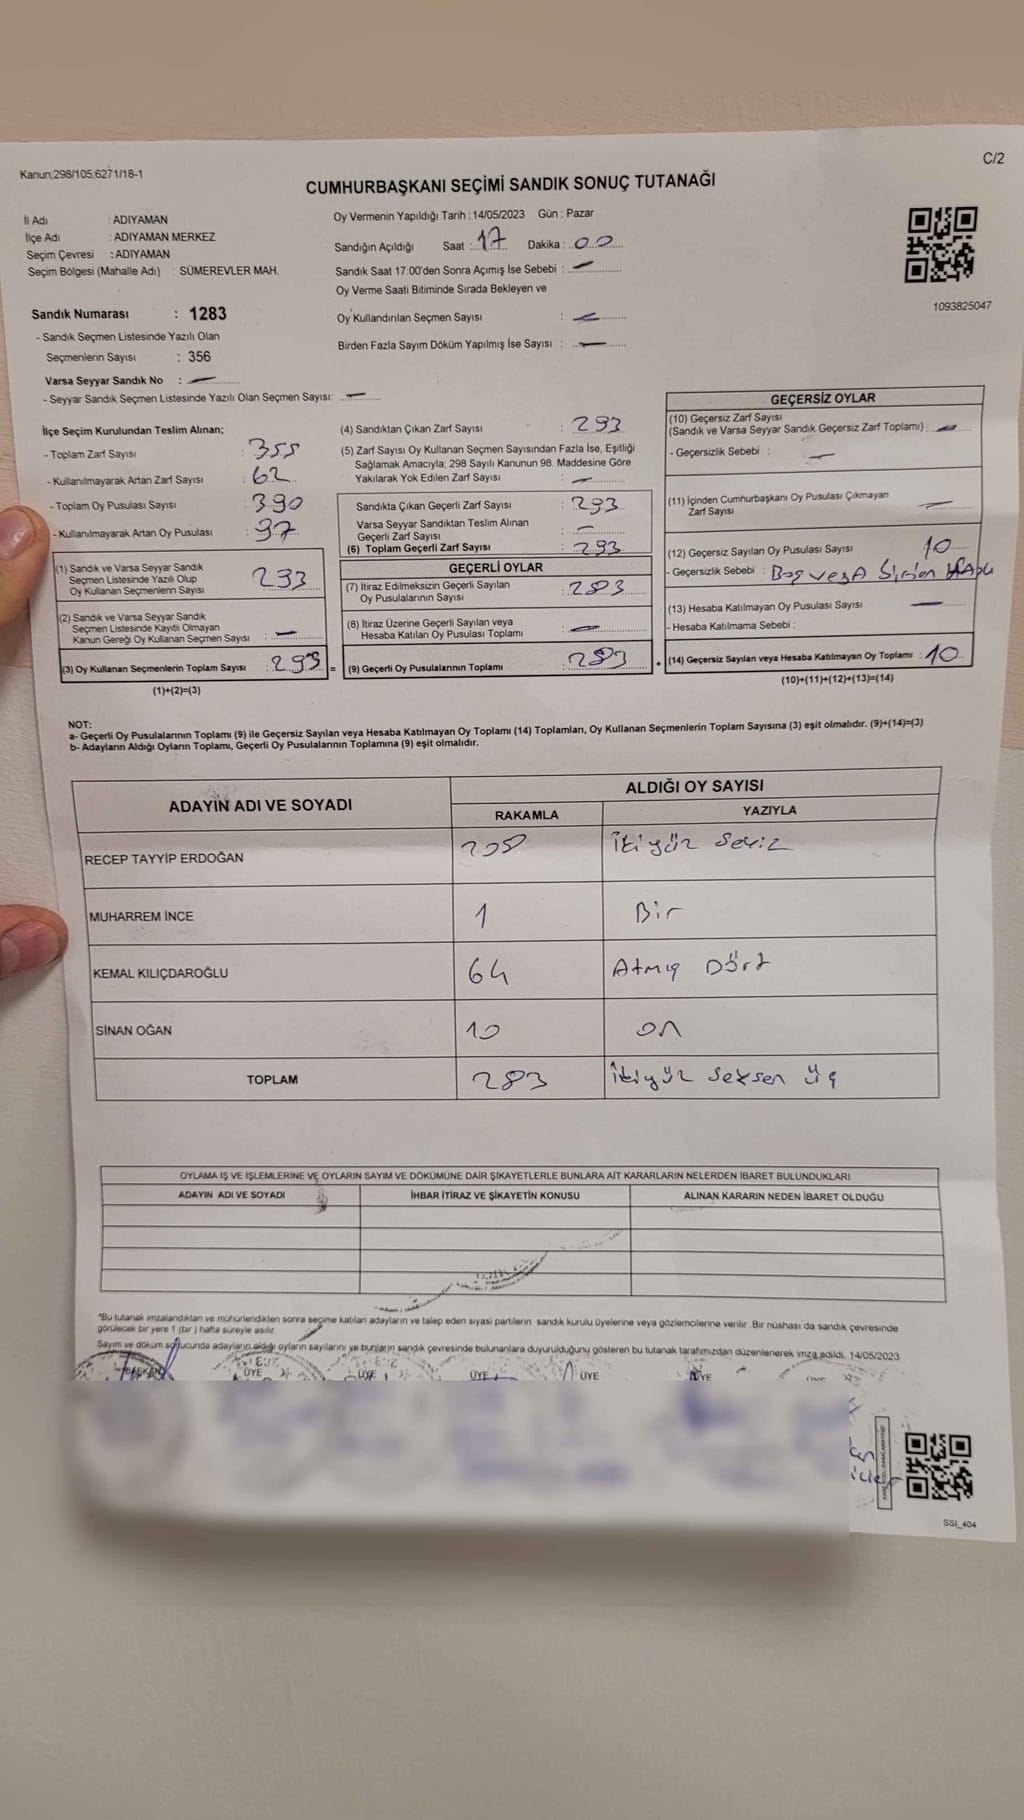 Kanun;298/105;6271/18-1
C/2
CUMHURBAŞKANI SEÇİMİ SANDIK SONUÇ TUTANAĞI
İl Adı : ADIYAMAN
İlçe Adı : ADIYAMAN MERKEZ
Seçim Çevresi : ADIYAMAN
Seçim Bölgesi (Mahalle Adı) : SÜMEREVLER MAH.
Sandık Numarası : 1283
- Sandık Seçmen Listesinde Yazılı Olan
Seçmenlerin Sayısı : 356
Varsa Seyyar Sandık No : —
- Seyyar Sandık Seçmen Listesinde Yazılı Olan Seçmen Sayısı: —
Oy Vermenin Yapıldığı Tarih : 14/05/2023 Gün : Pazar
Sandığın Açıldığı Saat : 17 Dakika : 00
Sandık Saat 17:00'den Sonra Açımış İse Sebebi : —
Oy Verme Saati Bitiminde Sırada Bekleyen ve
Oy Kullandırılan Seçmen Sayısı : —
Birden Fazla Sayım Döküm Yapılmış İse Sayısı : —
1093825047
İlçe Seçim Kurulundan Teslim Alınan;
- Toplam Zarf Sayısı : 355
- Kullanılmayarak Artan Zarf Sayısı : 62
- Toplam Oy Pusulası Sayısı : 390
- Kullanılmayarak Artan Oy Pusulası : 97
(1) Sandık ve Varsa Seyyar Sandık
Seçmen Listesinde Yazılı Olup
Oy Kullanan Seçmenlerin Sayısı : 293
(2) Sandık ve Varsa Seyyar Sandık
Seçmen Listesinde Kayıtlı Olmayan
Kanun Gereği Oy Kullanan Seçmen Sayısı : —
(3) Oy Kullanan Seçmenlerin Toplam Sayısı : 293 =
(1)+(2)=(3)
(4) Sandıktan Çıkan Zarf Sayısı : 293
(5) Zarf Sayısı Oy Kullanan Seçmen Sayısından Fazla İse, Eşitliği
Sağlamak Amacıyla; 298 Sayılı Kanunun 98. Maddesine Göre
Yakılarak Yok Edilen Zarf Sayısı : —
Sandıkta Çıkan Geçerli Zarf Sayısı : 293
Varsa Seyyar Sandıktan Teslim Alınan
Geçerli Zarf Sayısı : —
(6) Toplam Geçerli Zarf Sayısı : 293
GEÇERLİ OYLAR
(7) İtiraz Edilmeksizin Geçerli Sayılan
Oy Pusulalarının Sayısı : 283
(8) İtiraz Üzerine Geçerli Sayılan veya
Hesaba Katılan Oy Pusulası Toplamı : —
(9) Geçerli Oy Pusulalarının Toplamı : 283 +
GEÇERSİZ OYLAR
(10) Geçersiz Zarf Sayısı
(Sandık ve Varsa Seyyar Sandık Geçersiz Zarf Toplamı) : —
- Geçersizlik Sebebi : —
(11) İçinden Cumhurbaşkanı Oy Pusulası Çıkmayan
Zarf Sayısı —
(12) Geçersiz Sayılan Oy Pusulası Sayısı 10
- Geçersizlik Sebebi : Boş veya
(13) Hesaba Katılmayan Oy Pusulası Sayısı : —
- Hesaba Katılmama Sebebi :
(14) Geçersiz Sayılan veya Hesaba Katılmayan Oy Toplamı : 10
(10)+(11)+(12)+(13)=(14)
NOT:
a- Geçerli Oy Pusulalarının Toplamı (9) ile Geçersiz Sayılan veya Hesaba Katılmayan Oy Toplamı (14) Toplamları, Oy Kullanan Seçmenlerin Toplam Sayısına (3) eşit olmalıdır. (9)+(14)=(3)
b- Adayların Aldığı Oyların Toplamı, Geçerli Oy Pusulalarının Toplamına (9) eşit olmalıdır.
ADAYIN ADI VE SOYADI ALDIĞI OY SAYISI
RAKAMLA YAZIYLA
RECEP TAYYİP ERDOĞAN 208 İkiyüz Sekiz
MUHARREM İNCE 1 Bir
KEMAL KILIÇDAROĞLU 64 Atmış Dört
SİNAN OĞAN 10 on
TOPLAM 283 İkiyüz seksen üç
OYLAMA İŞ VE İŞLEMLERİNE VE OYLARIN SAYIM VE DÖKÜMÜNE DAİR ŞİKAYETLERLE BUNLARA AİT KARARLARIN NELERDEN İBARET BULUNDUKLARI
ADAYIN ADI VE SOYADI İHBAR İTİRAZ VE ŞİKAYETİN KONUSU ALINAN KARARIN NEDEN İBARET OLDUĞU
*Bu tutanak imzalandıktan ve mühürlendikten sonra seçime katılan adayların ve talep eden siyasi partilerin sandık kurulu üyelerine veya gözlemcilerine verilir. Bir nüshası da sandık çevresinde
görülecek bir yere 1 (bir) hafta süreyle asılır.
Sayım ve döküm sonucunda adayların aldığı oyların sayılarını ve bunların sandık çevresinde bulunanlara duyurulduğunu gösteren bu tutanak tarafımızdan düzenlenerek imza edildi. 14/05/2023
BAŞKAN ÜYE ÜYE ÜYE ÜYE ÜYE
SSI_404